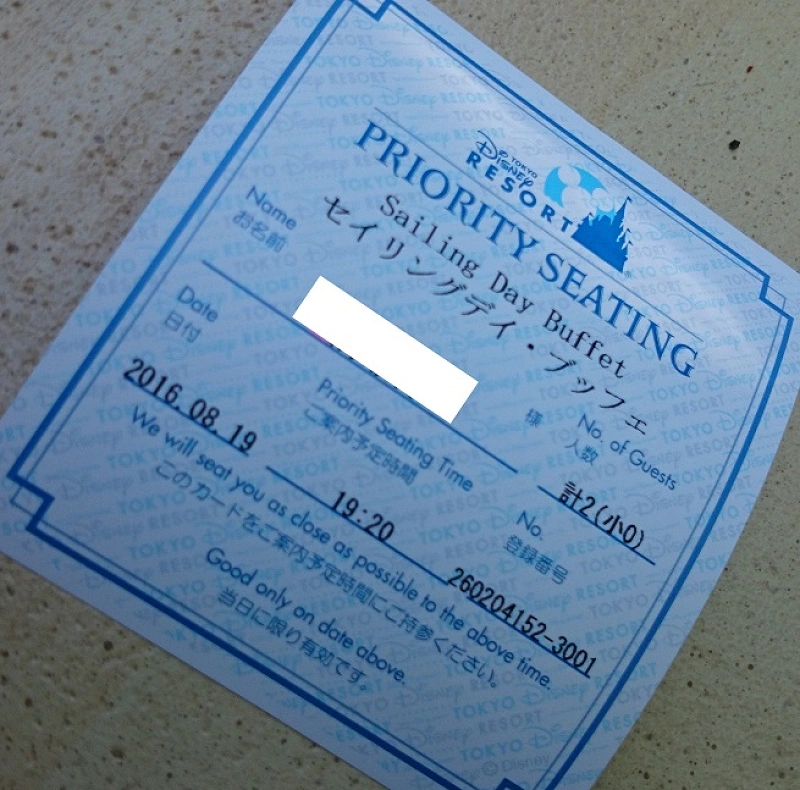 TOKYO
Disney
RESORT
PRIORITY SEATING
Sailing Day Buffet
セイリングデイ・ブッフェ
Name
お名前
様
No. of Guests
人数
計2(小0)
Date
日付
2016.08.19
Priority Seating Time
ご案内予定時間
19:20
No.
登録番号
260204152-3001
We will seat you as close as possible to the above time.
このカードをご案内予定時間にご持参ください。
Good only on date above.
当日に限り有効です。
©Disney